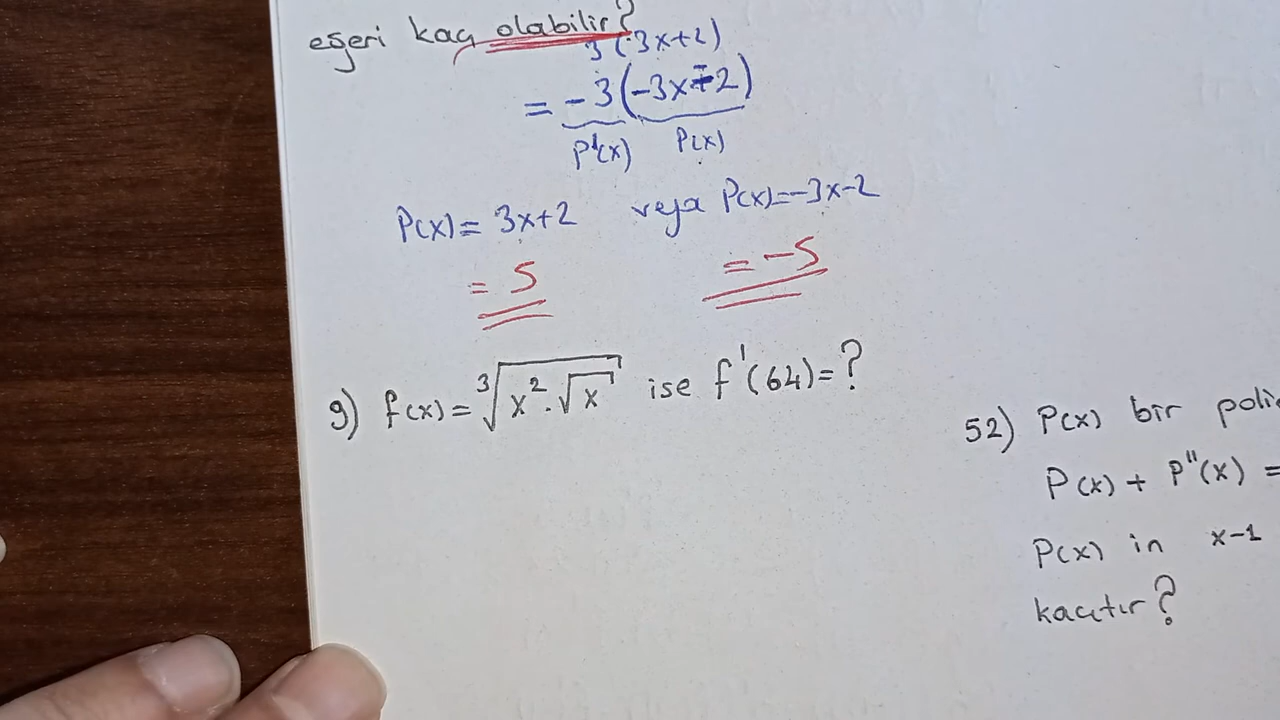 eğeri kaç olabilir?
3(3x+2)
= -3(-3x-2)
P'(x) P(x)
P(x)= 3x+2 veya P(x)=-3x-2
= 5 = -5
9) f(x)= ∛(x².√x) ise f'(64)=?
52) P(x) bir
P(x) + P''(x) =
P(x) in x-1
kaçtır?